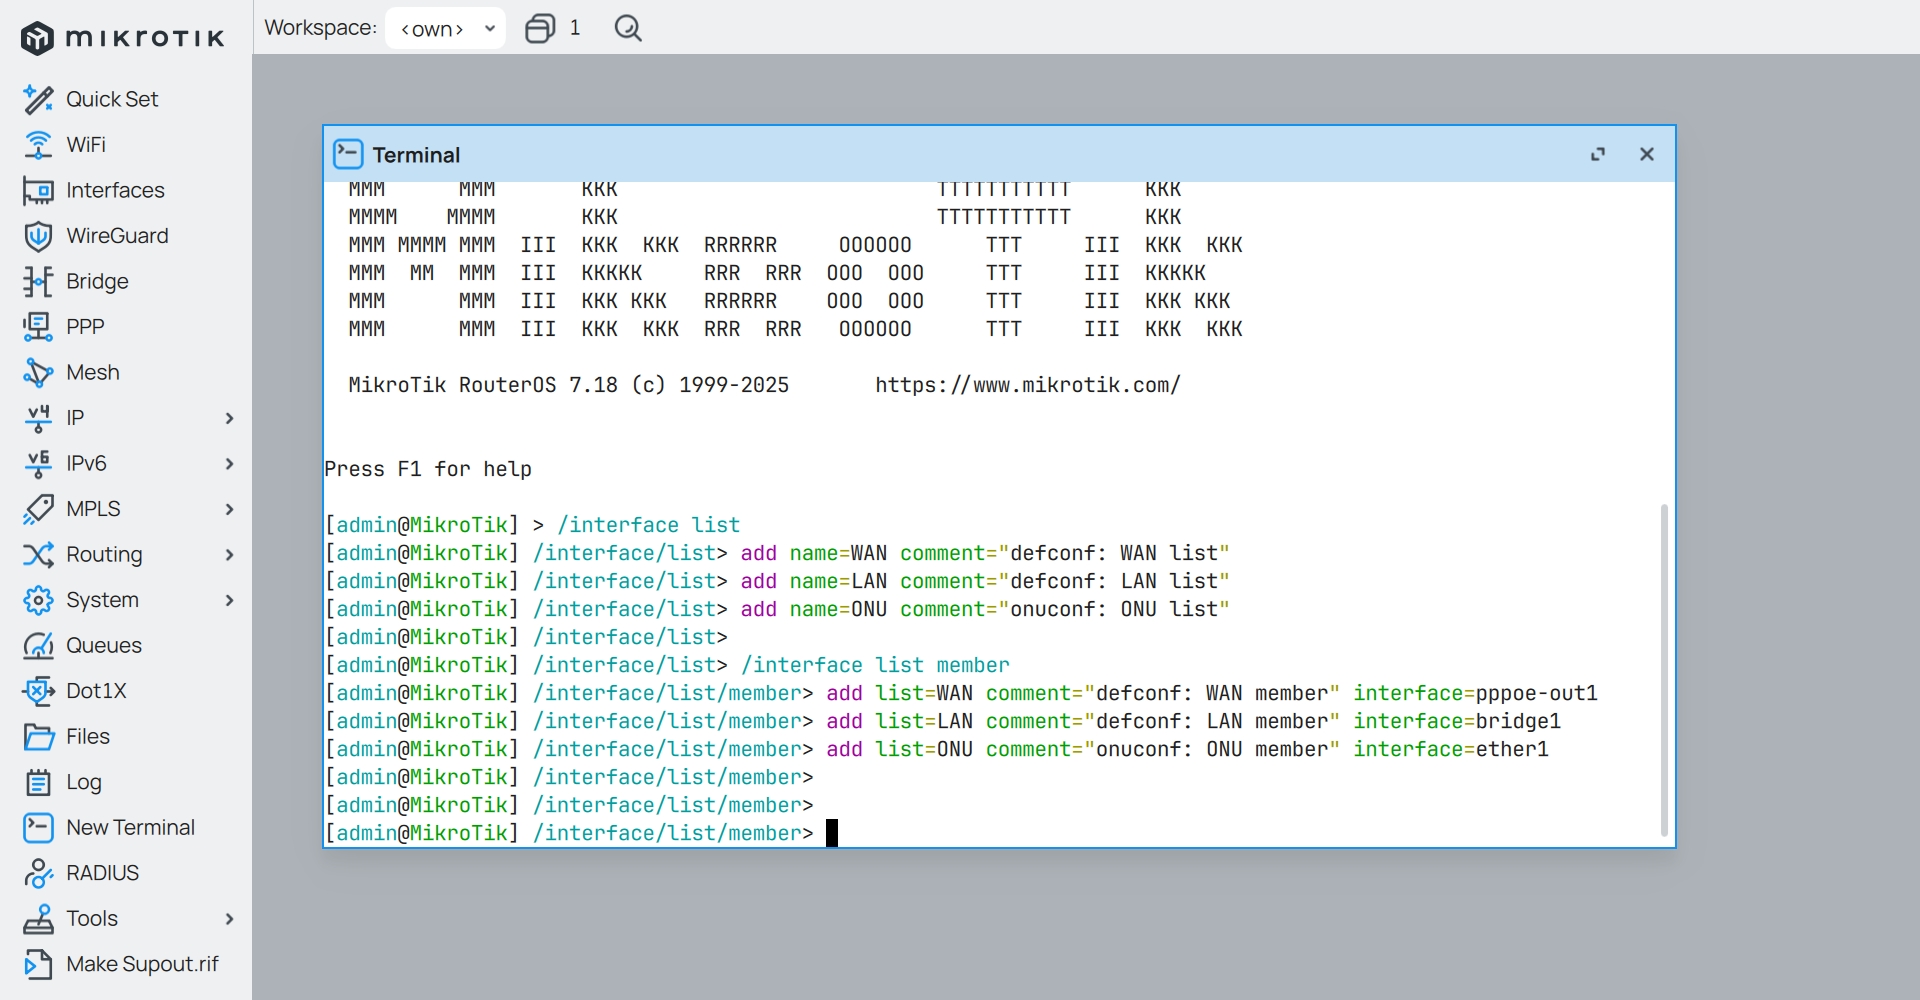 mikrotik
Workspace: <own> 1
Quick Set
WiFi
Interfaces
WireGuard
Bridge
PPP
Mesh
v4 IP
v6 IPv6
MPLS
Routing
System
Queues
Dot1X
Files
Log
New Terminal
RADIUS
Tools
Make Supout.rif
Terminal
  MMM      MMM       KKK                          TTTTTTTTTTT      KKK
  MMMM    MMMM       KKK                          TTTTTTTTTTT      KKK
  MMM MMMM MMM  III  KKK  KKK  RRRRRR     OOOOOO      TTT     III  KKK  KKK
  MMM  MM  MMM  III  KKKKK     RRR  RRR  OOO  OOO     TTT     III  KKKKK
  MMM      MMM  III  KKK KKK   RRRRRR    OOO  OOO     TTT     III  KKK KKK
  MMM      MMM  III  KKK  KKK  RRR  RRR   OOOOOO      TTT     III  KKK  KKK
  MikroTik RouterOS 7.18 (c) 1999-2025       https://www.mikrotik.com/
Press F1 for help
[admin@MikroTik] > /interface list
[admin@MikroTik] /interface/list> add name=WAN comment="defconf: WAN list"
[admin@MikroTik] /interface/list> add name=LAN comment="defconf: LAN list"
[admin@MikroTik] /interface/list> add name=ONU comment="onuconf: ONU list"
[admin@MikroTik] /interface/list>
[admin@MikroTik] /interface/list> /interface list member
[admin@MikroTik] /interface/list/member> add list=WAN comment="defconf: WAN member" interface=pppoe-out1
[admin@MikroTik] /interface/list/member> add list=LAN comment="defconf: LAN member" interface=bridge1
[admin@MikroTik] /interface/list/member> add list=ONU comment="onuconf: ONU member" interface=ether1
[admin@MikroTik] /interface/list/member>
[admin@MikroTik] /interface/list/member>
[admin@MikroTik] /interface/list/member>